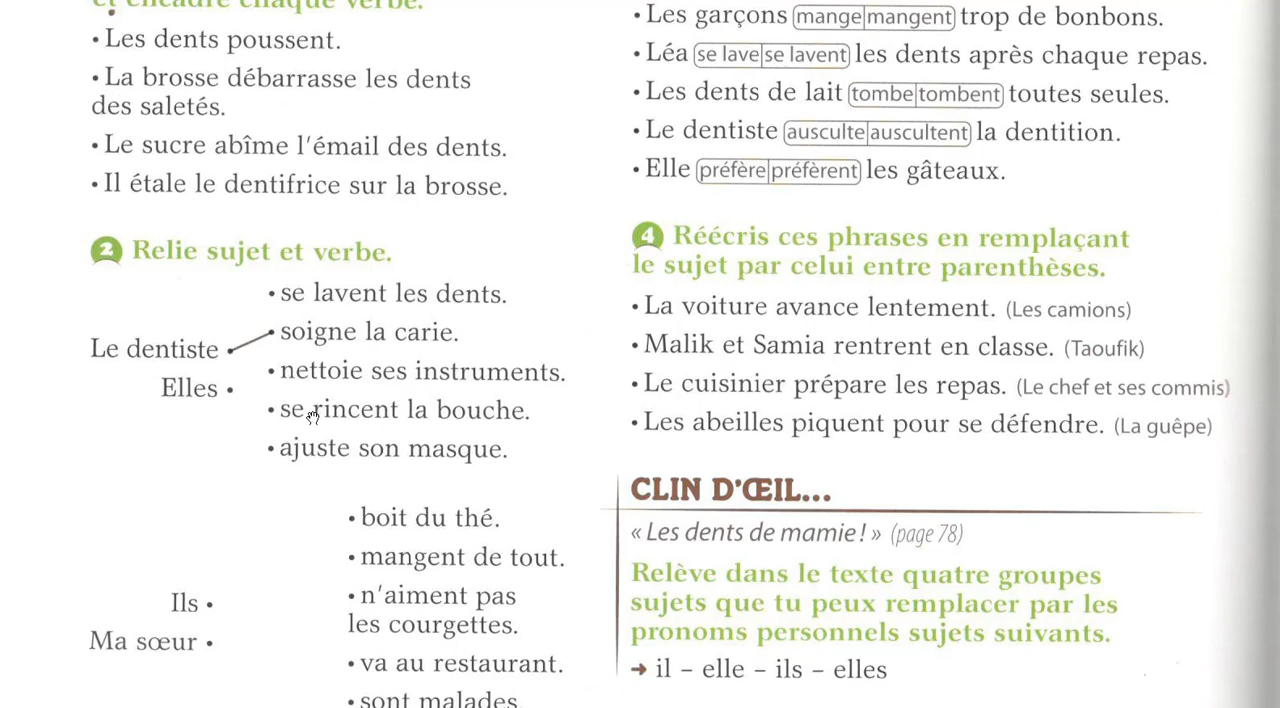 et encadre chaque verbe.
• Les dents poussent.
• La brosse débarrasse les dents
des saletés.
• Le sucre abîme l'émail des dents.
• Il étale le dentifrice sur la brosse.
2 Relie sujet et verbe.
• se lavent les dents.
• soigne la carie.
Le dentiste •
• nettoie ses instruments.
Elles •
• se rincent la bouche.
• ajuste son masque.
• boit du thé.
• mangent de tout.
• n'aiment pas
les courgettes.
Ils •
Ma sœur •
• va au restaurant.
• sont malades.
• Les garçons mange|mangent trop de bonbons.
• Léa se lave|se lavent les dents après chaque repas.
• Les dents de lait tombe|tombent toutes seules.
• Le dentiste ausculte|auscultent la dentition.
• Elle préfère|préfèrent les gâteaux.
4 Réécris ces phrases en remplaçant
le sujet par celui entre parenthèses.
• La voiture avance lentement. (Les camions)
• Malik et Samia rentrent en classe. (Taoufik)
• Le cuisinier prépare les repas. (Le chef et ses commis)
• Les abeilles piquent pour se défendre. (La guêpe)
CLIN D'ŒIL...
« Les dents de mamie ! » (page 78)
Relève dans le texte quatre groupes
sujets que tu peux remplacer par les
pronoms personnels sujets suivants.
➜ il – elle – ils – elles